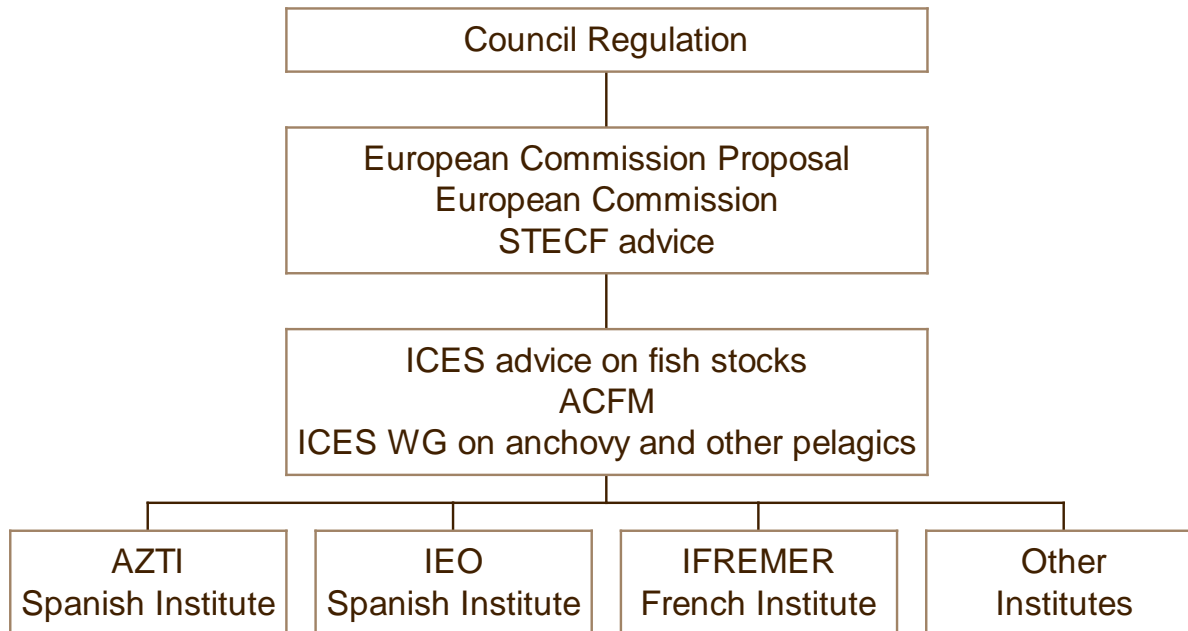 Council Regulation
European Commission Proposal
European Commission
STECF advice
ICES advice on fish stocks
ACFM
ICES WG on anchovy and other pelagics
AZTI
Spanish Institute
IEO
Spanish Institute
IFREMER
French Institute
Other
Institutes